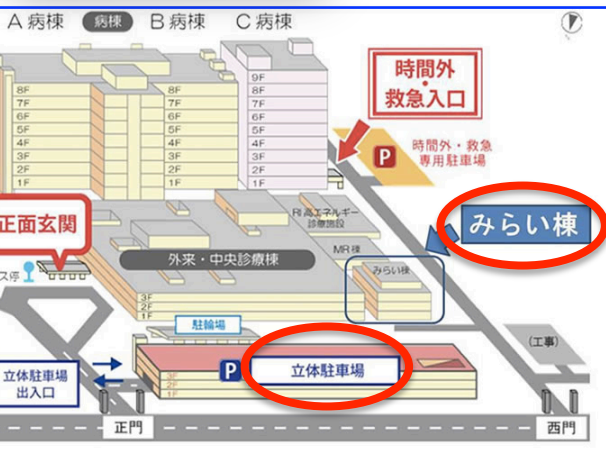 A 病棟 病棟 B 病棟 C 病棟
9F
8F 8F 8F
7F 7F 7F
6F 6F 6F
5F 5F 5F
4F 4F 4F
3F 3F 3F
2F 2F 2F
1F 1F 1F
時間外
・
救急入口
P
時間外・救急
専用駐車場
正面玄関
ス停
RI高エネルギー
診療施設
MR棟
外来・中央診療棟
みらい棟
みらい棟
3F
2F
1F
駐輪場
(工事)
立体駐車場
出入口
3F
2F
1F
P 立体駐車場
正門
西門